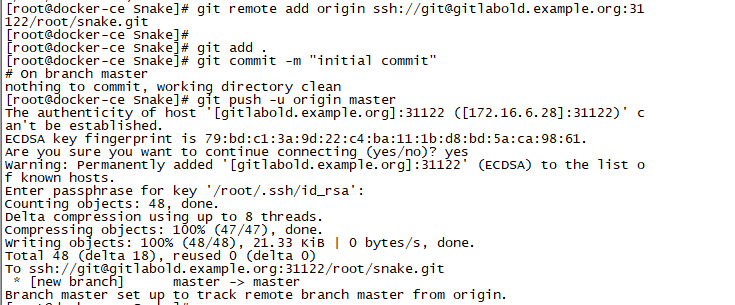 [root@docker-ce Snake]# git remote add origin ssh://git@gitlabold.example.org:31
122/root/snake.git
[root@docker-ce Snake]#
[root@docker-ce Snake]# git add .
[root@docker-ce Snake]# git commit -m "initial commit"
# On branch master
nothing to commit, working directory clean
[root@docker-ce Snake]# git push -u origin master
The authenticity of host '[gitlabold.example.org]:31122 ([172.16.6.28]:31122)' c
an't be established.
ECDSA key fingerprint is 79:bd:c1:3a:9d:22:c4:ba:11:1b:d8:bd:5a:ca:98:61.
Are you sure you want to continue connecting (yes/no)? yes
Warning: Permanently added '[gitlabold.example.org]:31122' (ECDSA) to the list o
f known hosts.
Enter passphrase for key '/root/.ssh/id_rsa':
Counting objects: 48, done.
Delta compression using up to 8 threads.
Compressing objects: 100% (47/47), done.
Writing objects: 100% (48/48), 21.33 KiB | 0 bytes/s, done.
Total 48 (delta 18), reused 0 (delta 0)
To ssh://git@gitlabold.example.org:31122/root/snake.git
 * [new branch]      master -> master
Branch master set up to track remote branch master from origin.